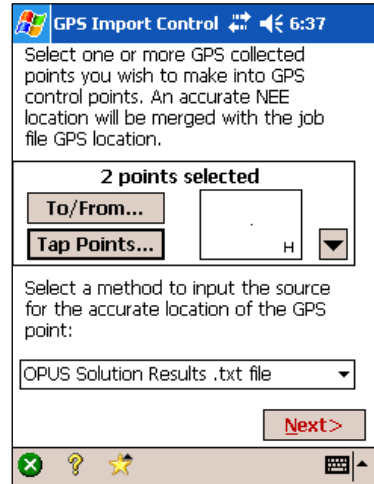 GPS Import Control 6:37
Select one or more GPS collected
points you wish to make into GPS
control points. An accurate NEE
location will be merged with the job
file GPS location.
2 points selected
To/From...
Tap Points...
H
Select a method to input the source
for the accurate location of the GPS
point:
OPUS Solution Results .txt file
Next>